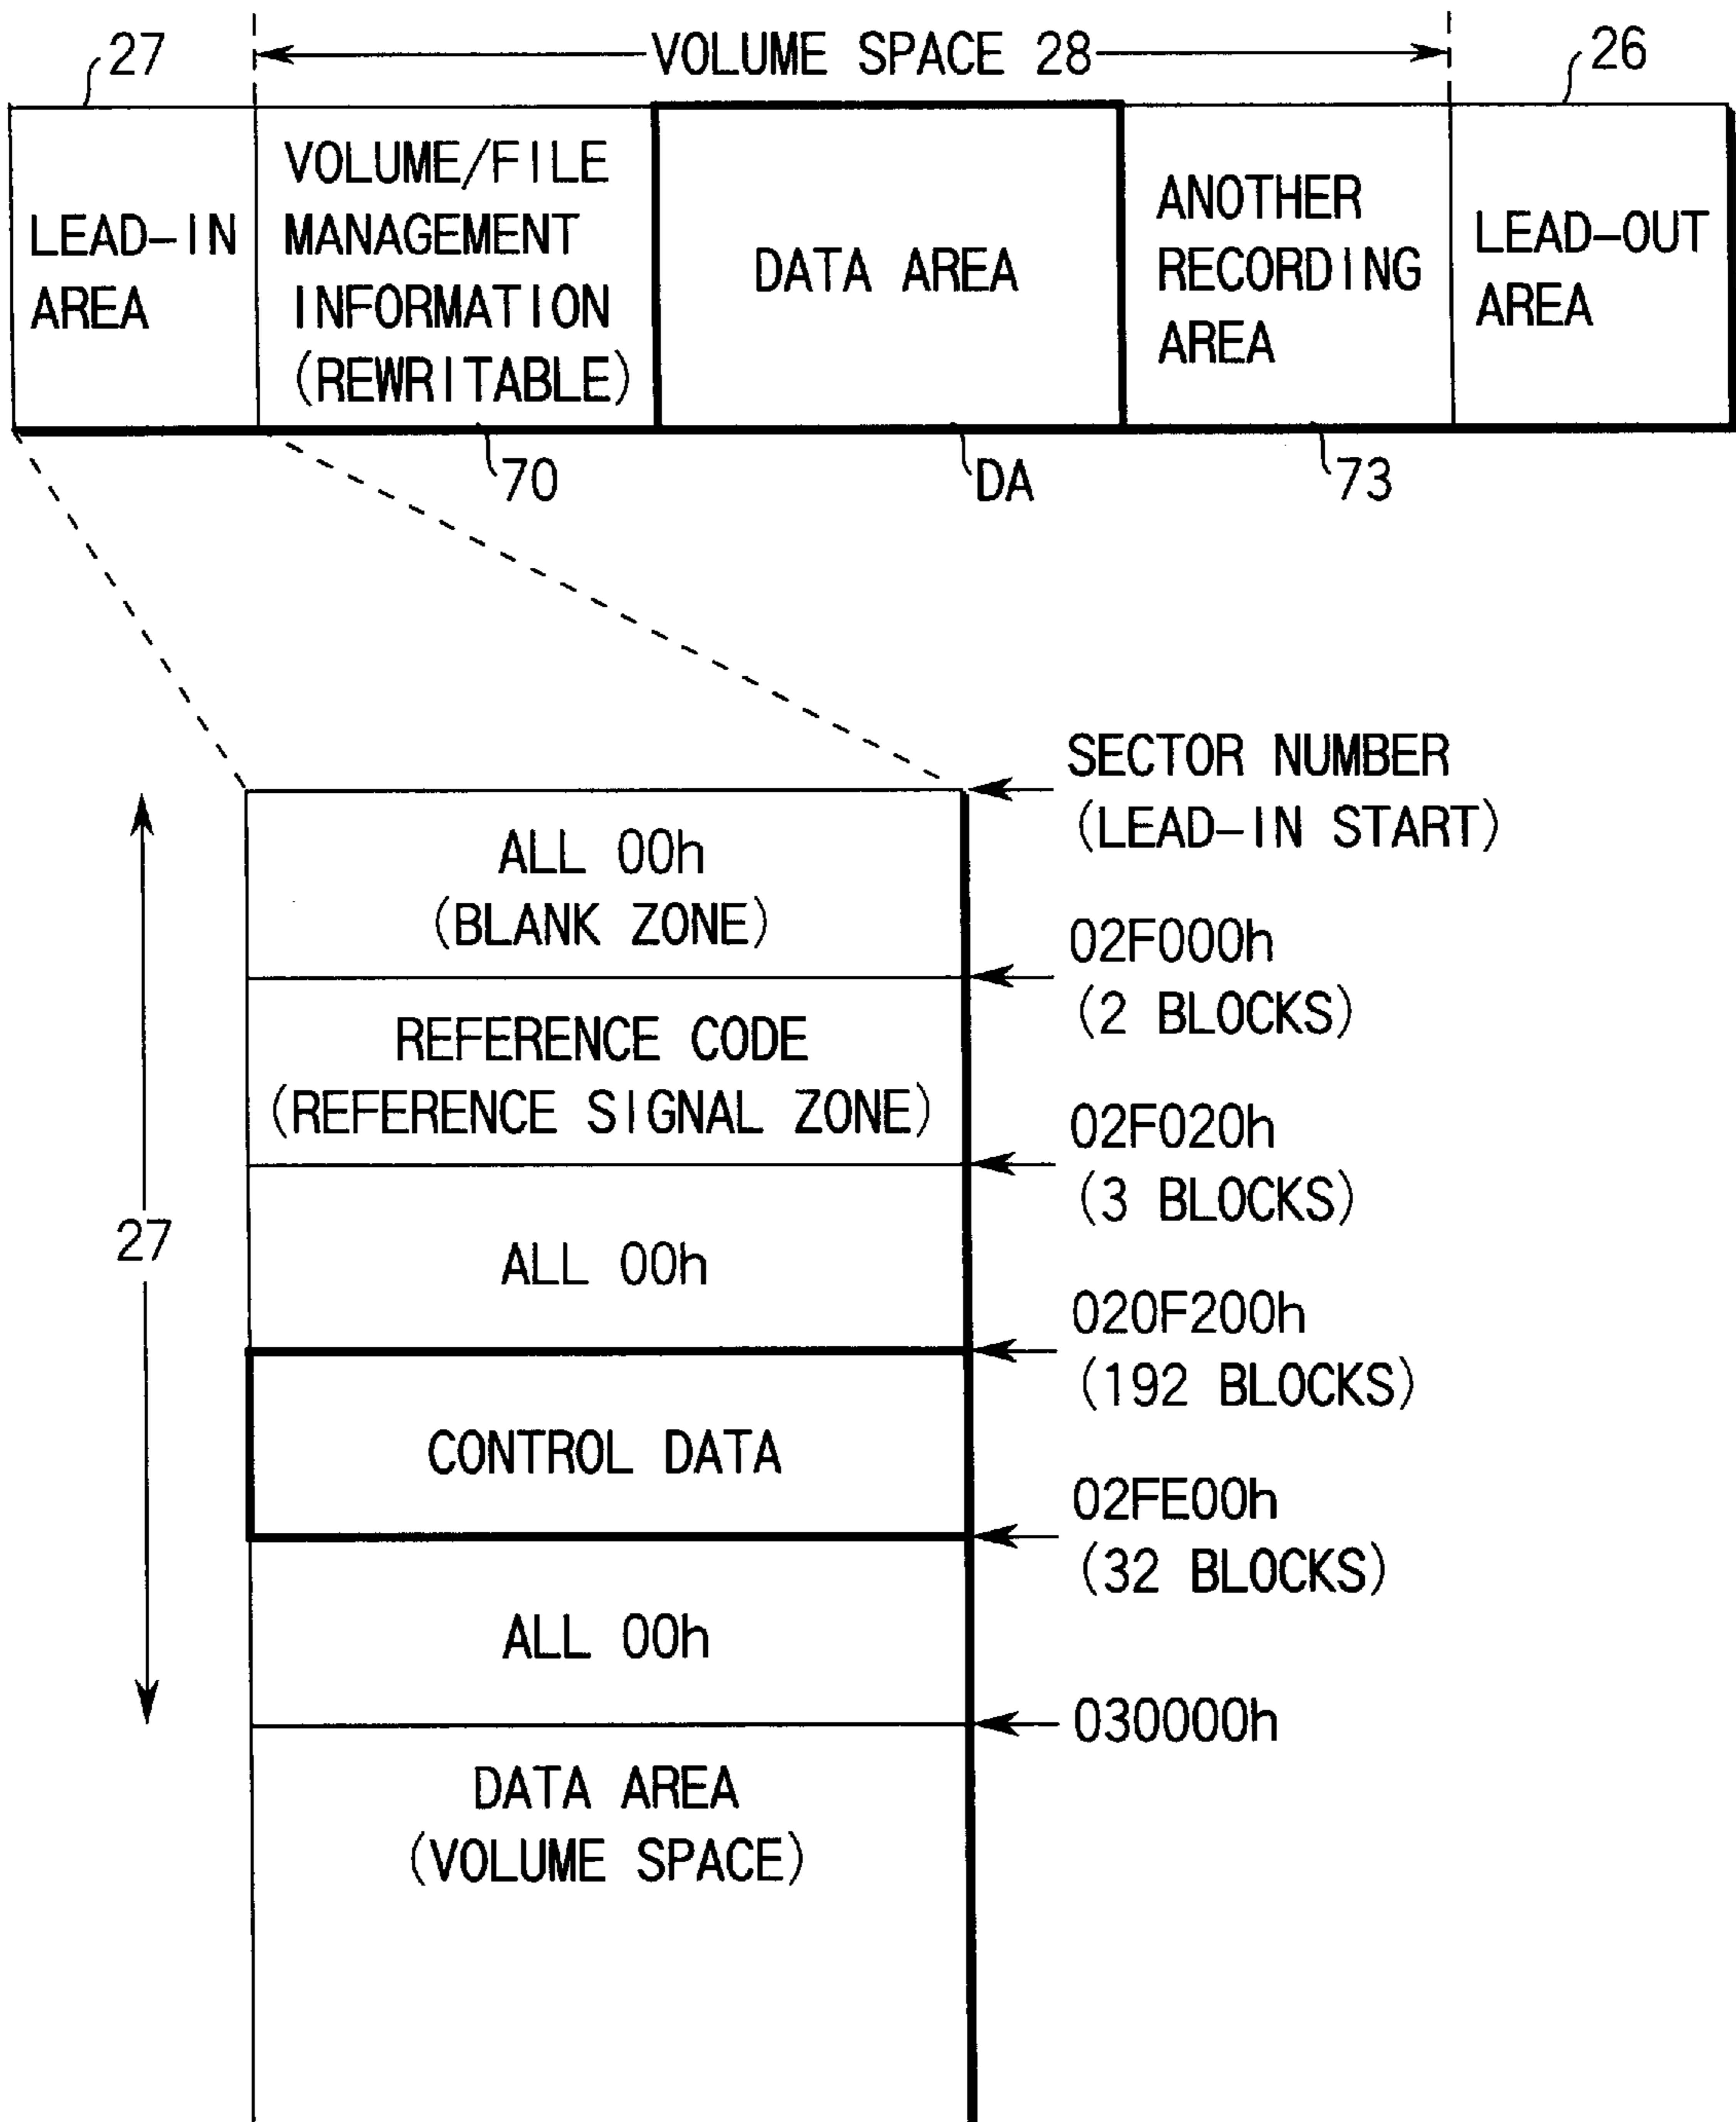 27
VOLUME SPACE 28
26
LEAD-IN
AREA
VOLUME/FILE
MANAGEMENT
INFORMATION
(REWRITABLE)
DATA AREA
ANOTHER
RECORDING
AREA
LEAD-OUT
AREA
70
DA
73
SECTOR NUMBER
(LEAD-IN START)
ALL 00h
(BLANK ZONE)
02F000h
(2 BLOCKS)
REFERENCE CODE
(REFERENCE SIGNAL ZONE)
02F020h
(3 BLOCKS)
27
ALL 00h
020F200h
(192 BLOCKS)
CONTROL DATA
02FE00h
(32 BLOCKS)
ALL 00h
030000h
DATA AREA
(VOLUME SPACE)